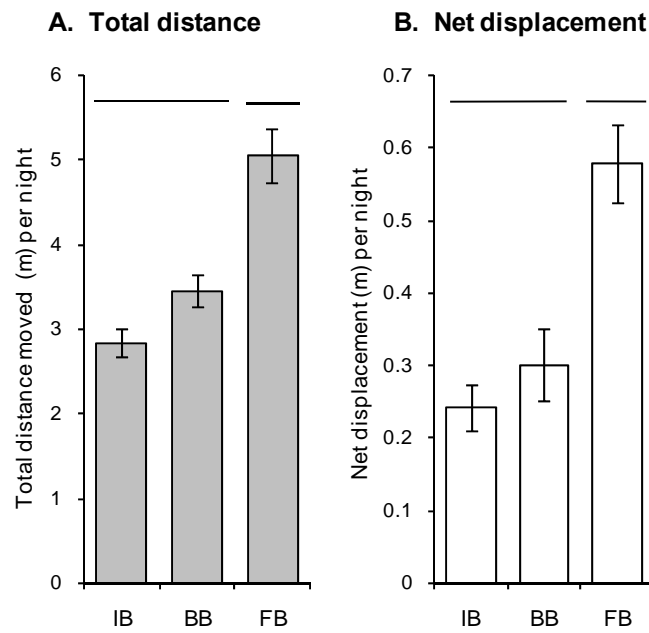 A. Total distance
Total distance moved (m) per night
6
5
4
3
2
1
0
IB BB FB
B. Net displacement
Net displacement (m) per night
0.7
0.6
0.5
0.4
0.3
0.2
0.1
0
IB BB FB